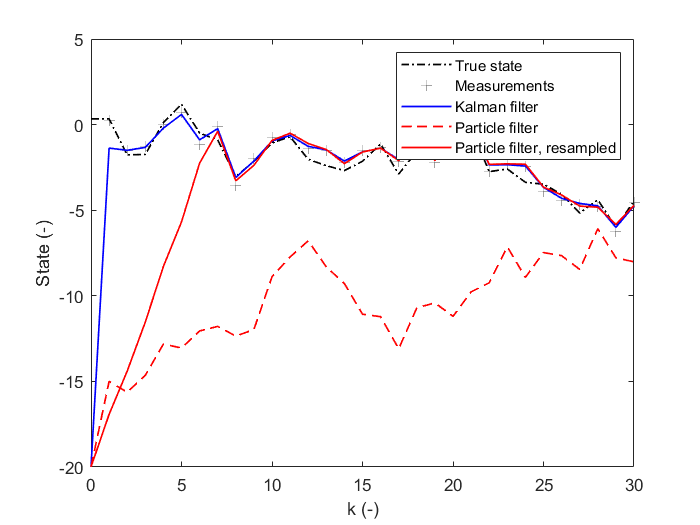 5
0
-5
-10
-15
-20
State (-)
True state
Measurements
Kalman filter
Particle filter
Particle filter, resampled
0 5 10 15 20 25 30
k (-)